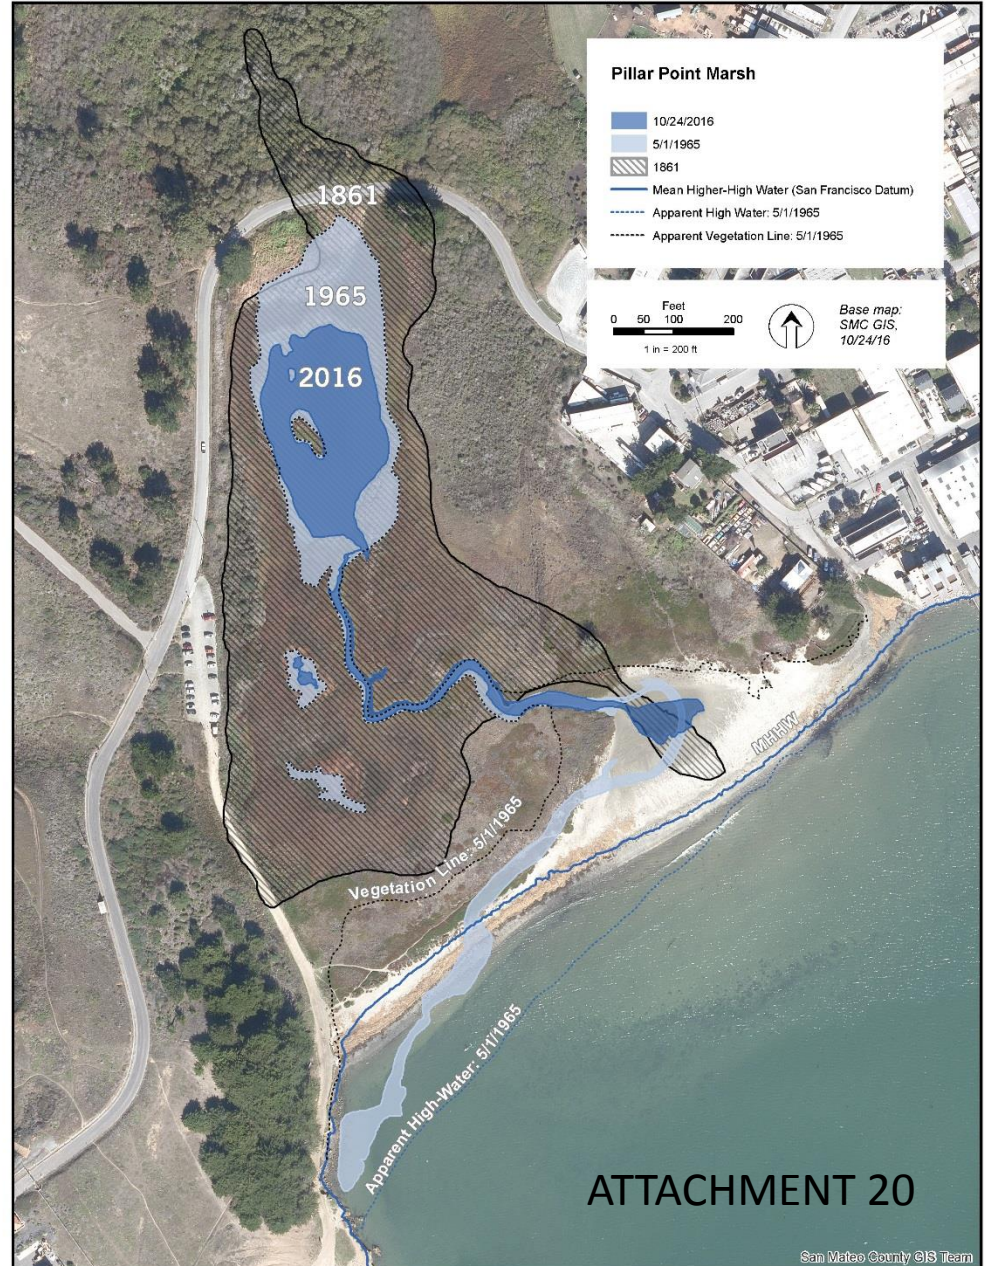 Pillar Point Marsh
10/24/2016
5/1/1965
1861
Mean Higher-High Water (San Francisco Datum)
Apparent High Water: 5/1/1965
Apparent Vegetation Line: 5/1/1965
Feet
0 50 100 200
1 in = 200 ft
Base map:
SMC GIS,
10/24/16
1861
1965
2016
MHHW
Vegetation Line: 5/1/1965
Apparent High-Water: 5/1/1965
ATTACHMENT 20
San Mateo County GIS Team